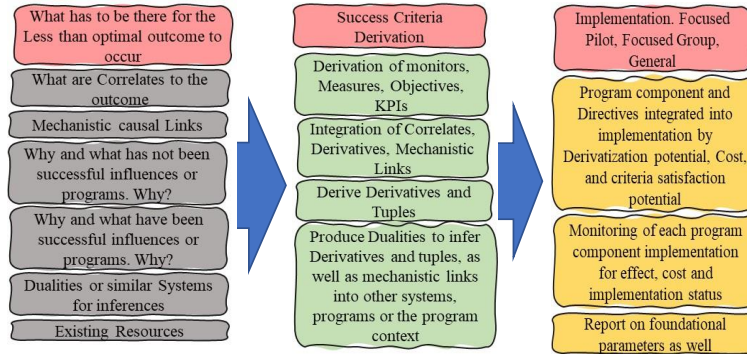 What has to be there for the
Less than optimal outcome to
occur
What are Correlates to the
outcome
Mechanistic causal Links
Why and what has not been
successful influences or
programs. Why?
Why and what have been
successful influences or
programs. Why?
Dualities or similar Systems
for inferences
Existing Resources
Success Criteria
Derivation
Derivation of monitors,
Measures, Objectives,
KPIs
Integration of Correlates,
Derivatives, Mechanistic
Links
Derive Derivatives and
Tuples
Produce Dualities to infer
Derivatives and tuples, as
well as mechanistic links
into other systems,
programs or the program
context
Implementation. Focused
Pilot, Focused Group,
General
Program component and
Directives integrated into
implementation by
Derivatization potential, Cost,
and criteria satisfaction
potential
Monitoring of each program
component implementation
for effect, cost and
implementation status
Report on foundational
parameters as well